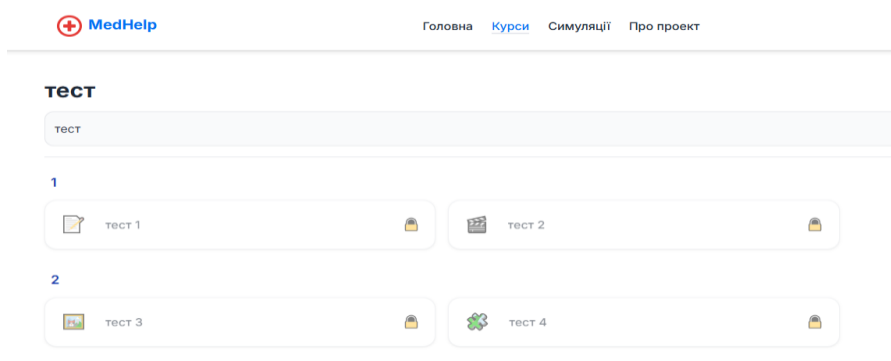 MedHelp
Головна Курси Симуляції Про проект
тест
тест
1
тест 1
тест 2
2
тест 3
тест 4